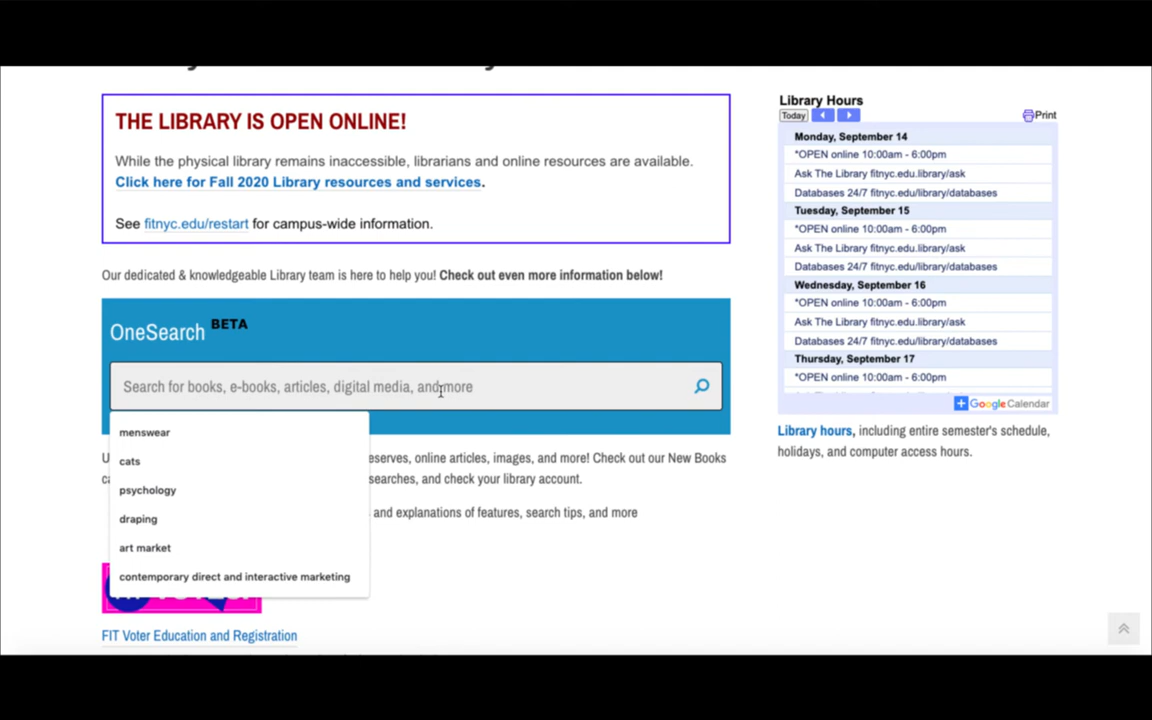 THE LIBRARY IS OPEN ONLINE!
While the physical library remains inaccessible, librarians and online resources are available.
Click here for Fall 2020 Library resources and services.
See fitnyc.edu/restart for campus-wide information.
Our dedicated & knowledgeable Library team is here to help you! Check out even more information below!
OneSearch BETA
Search for books, e-books, articles, digital media, and more
menswear
cats
psychology
draping
art market
contemporary direct and interactive marketing
eserves, online articles, images, and more! Check out our New Books
searches, and check your library account.
and explanations of features, search tips, and more
FIT Voter Education and Registration
Library Hours
Today
Print
Monday, September 14
*OPEN online 10:00am - 6:00pm
Ask The Library fitnyc.edu.library/ask
Databases 24/7 fitnyc.edu/library/databases
Tuesday, September 15
*OPEN online 10:00am - 6:00pm
Ask The Library fitnyc.edu.library/ask
Databases 24/7 fitnyc.edu/library/databases
Wednesday, September 16
*OPEN online 10:00am - 6:00pm
Ask The Library fitnyc.edu.library/ask
Databases 24/7 fitnyc.edu/library/databases
Thursday, September 17
*OPEN online 10:00am - 6:00pm
Google Calendar
Library hours, including entire semester's schedule,
holidays, and computer access hours.